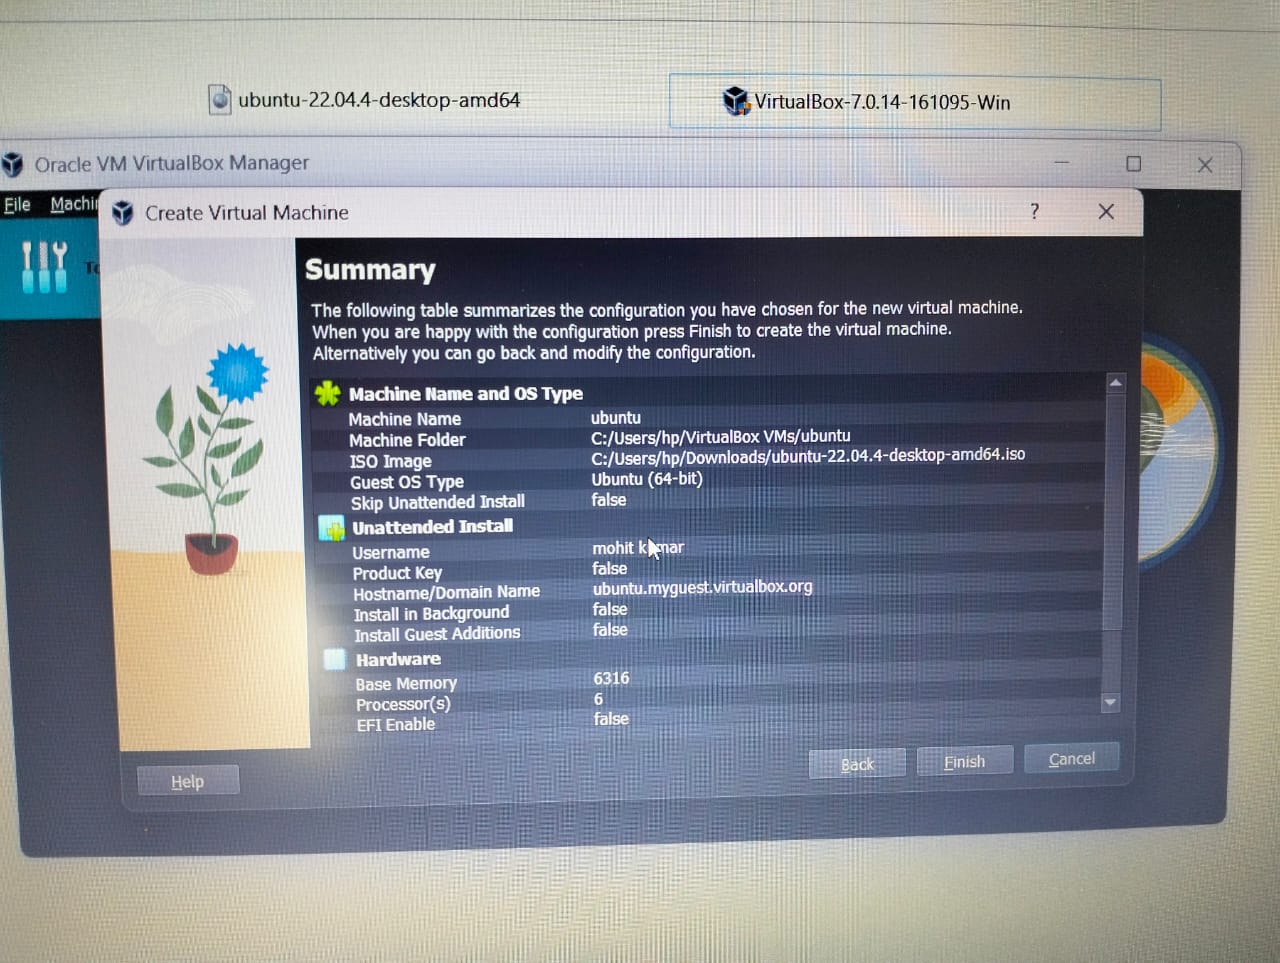 ubuntu-22.04.4-desktop-amd64
VirtualBox-7.0.14-161095-Win
Oracle VM VirtualBox Manager
File Machin
Create Virtual Machine ?
To
Summary
The following table summarizes the configuration you have chosen for the new virtual machine.
When you are happy with the configuration press Finish to create the virtual machine.
Alternatively you can go back and modify the configuration.
Machine Name and OS Type
Machine Name ubuntu
Machine Folder C:/Users/hp/VirtualBox VMs/ubuntu
ISO Image C:/Users/hp/Downloads/ubuntu-22.04.4-desktop-amd64.iso
Guest OS Type Ubuntu (64-bit)
Skip Unattended Install false
Unattended Install
Username mohit
Product Key false
Hostname/Domain Name ubuntu.myguest.virtualbox.org
Install in Background false
Install Guest Additions false
Hardware
Base Memory 6316
Processor(s) 6
EFI Enable false
Help Back Finish Cancel